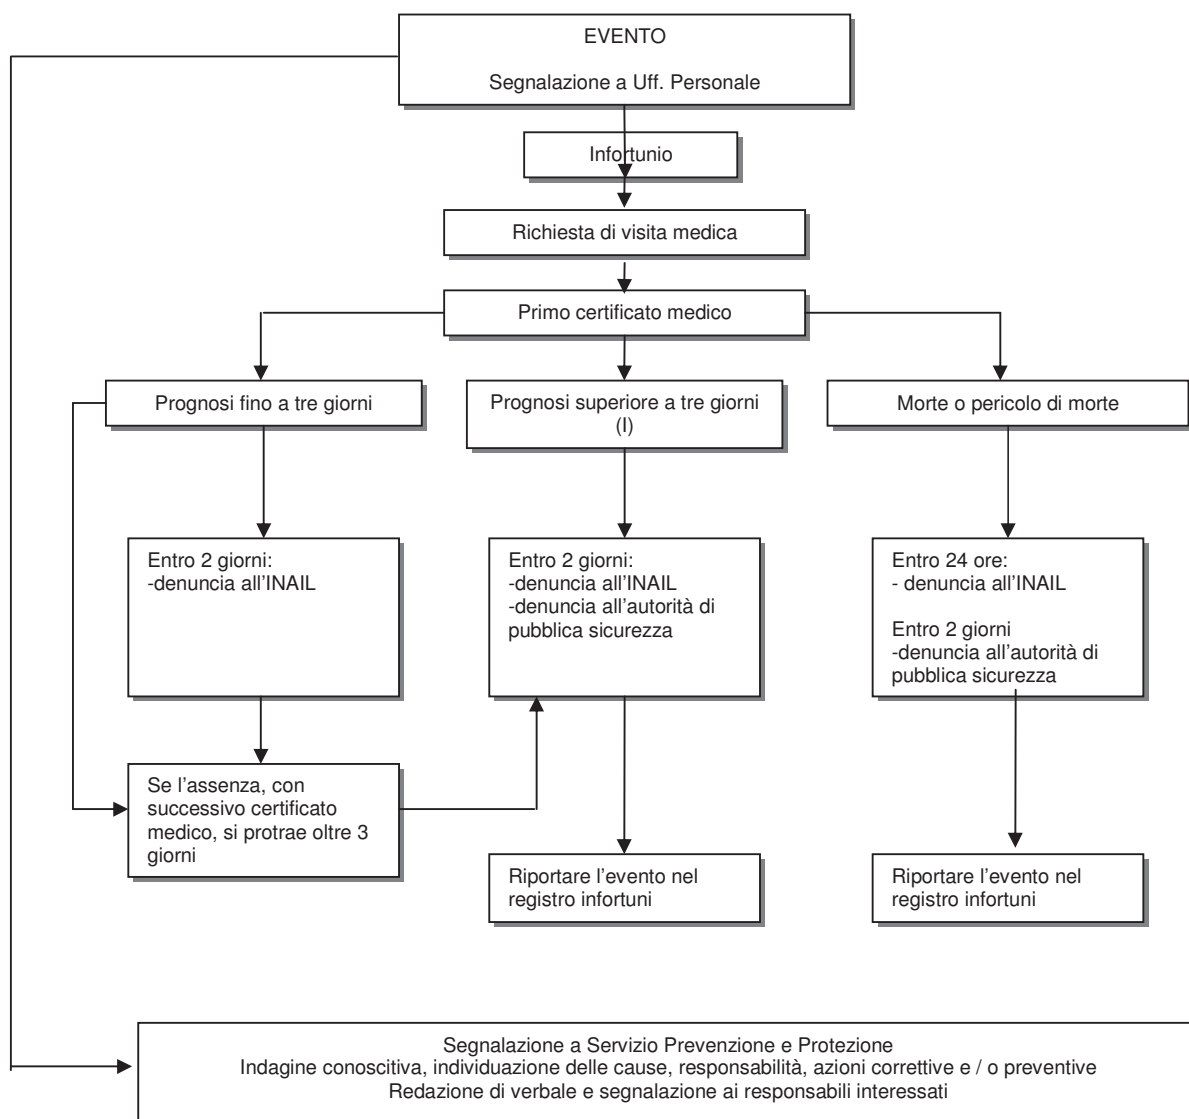 EVENTO
Segnalazione a Uff. Personale
Infortunio
Richiesta di visita medica
Primo certificato medico
Prognosi fino a tre giorni
Prognosi superiore a tre giorni
(I)
Morte o pericolo di morte
Entro 2 giorni:
-denuncia all'INAIL
Entro 2 giorni:
-denuncia all'INAIL
-denuncia all'autorità di
pubblica sicurezza
Entro 24 ore:
- denuncia all'INAIL
Entro 2 giorni
-denuncia all'autorità di
pubblica sicurezza
Se l'assenza, con
successivo certificato
medico, si protrae oltre 3
giorni
Riportare l'evento nel
registro infortuni
Riportare l'evento nel
registro infortuni
Segnalazione a Servizio Prevenzione e Protezione
Indagine conoscitiva, individuazione delle cause, responsabilità, azioni correttive e / o preventive
Redazione di verbale e segnalazione ai responsabili interessati